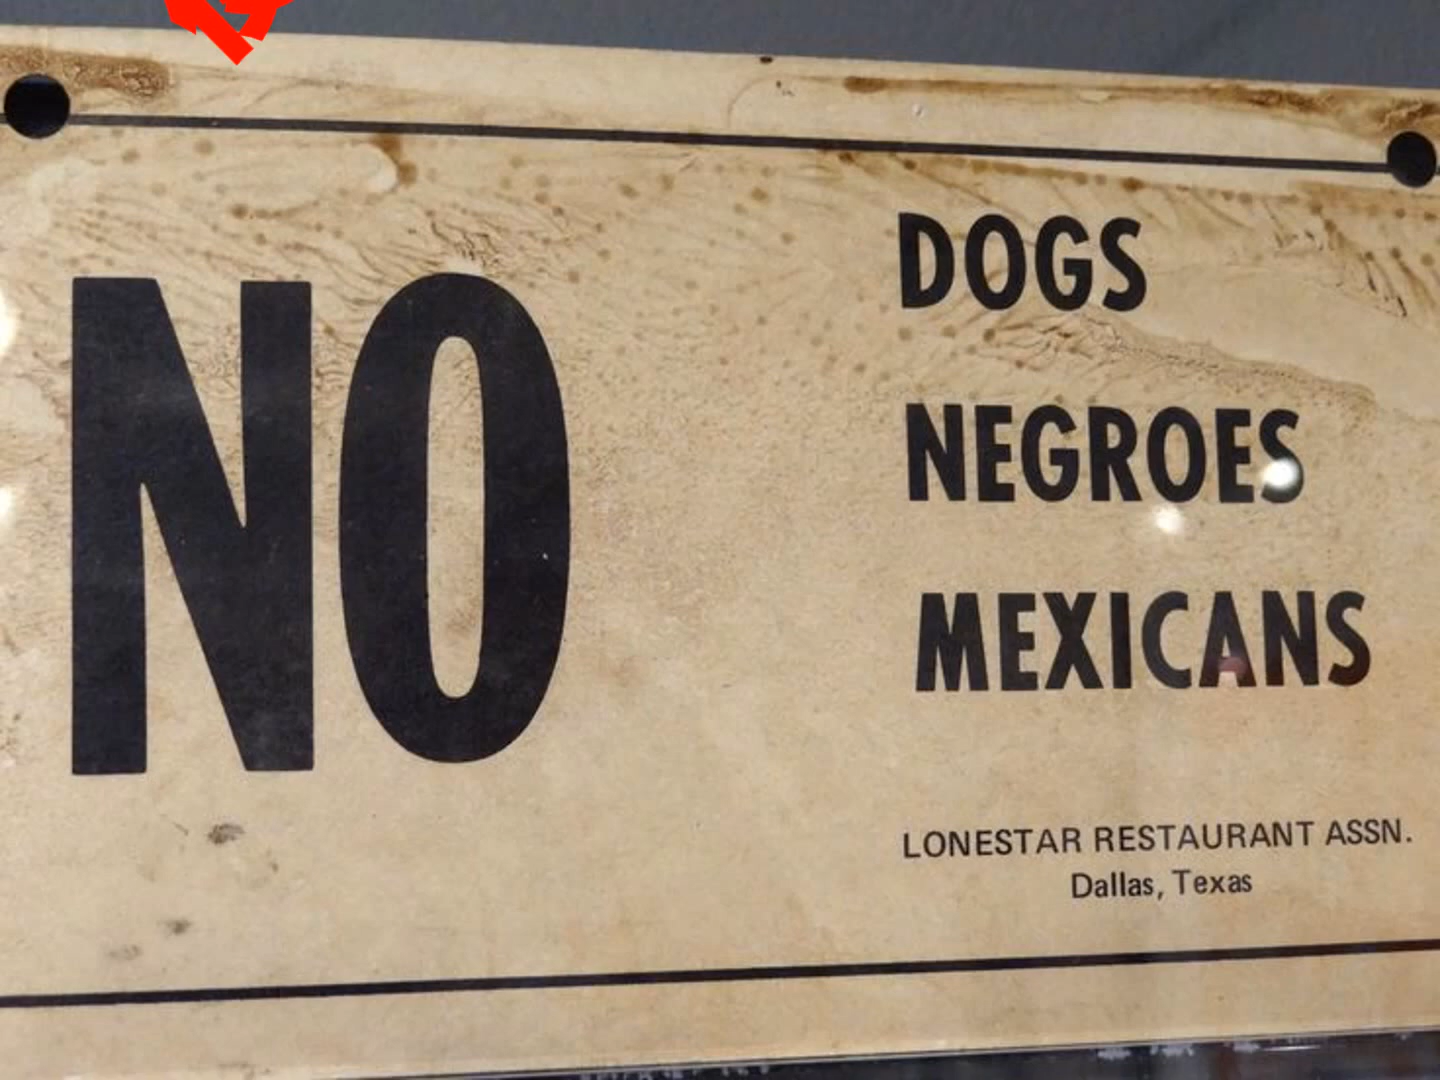 NO
DOGS
NEGROES
MEXICANS
LONESTAR RESTAURANT ASSN.
Dallas, Texas